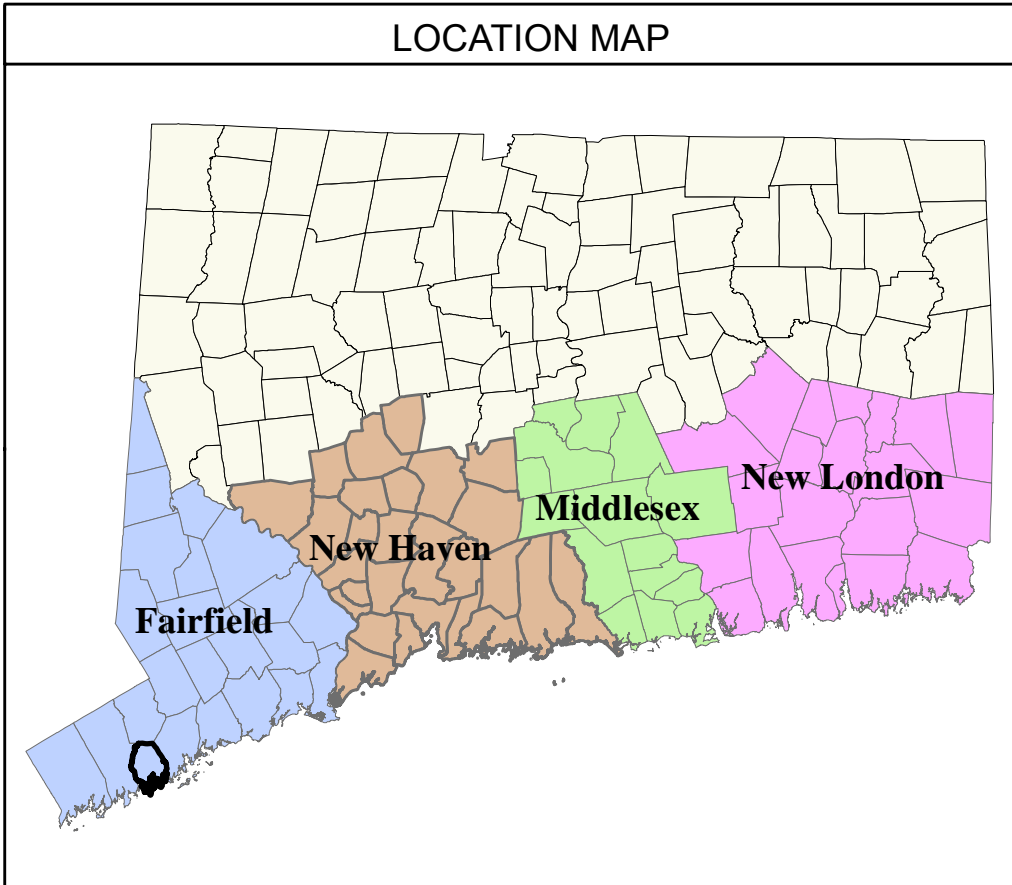 LOCATION MAP
New London
Middlesex
New Haven
Fairfield